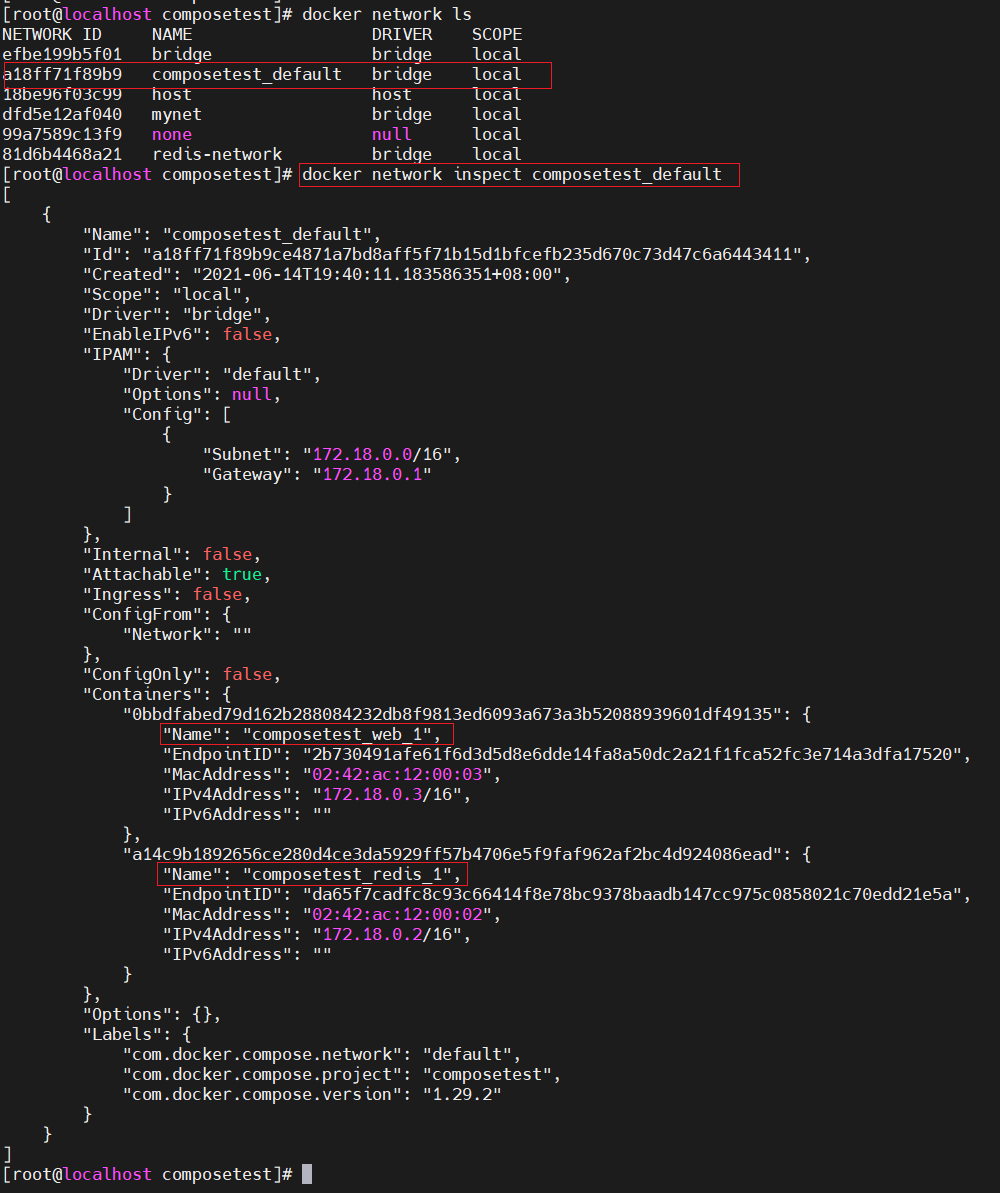 [root@localhost composetest]# docker network ls
NETWORK ID     NAME                  DRIVER    SCOPE
efbe199b5f01   bridge                bridge    local
a18ff71f89b9   composetest_default   bridge    local
18be96f03c99   host                  host      local
dfd5e12af040   mynet                 bridge    local
99a7589c13f9   none                  null      local
81d6b4468a21   redis-network         bridge    local
[root@localhost composetest]# docker network inspect composetest_default
[
    {
        "Name": "composetest_default",
        "Id": "a18ff71f89b9ce4871a7bd8aff5f71b15d1bfcefb235d670c73d47c6a6443411",
        "Created": "2021-06-14T19:40:11.183586351+08:00",
        "Scope": "local",
        "Driver": "bridge",
        "EnableIPv6": false,
        "IPAM": {
            "Driver": "default",
            "Options": null,
            "Config": [
                {
                    "Subnet": "172.18.0.0/16",
                    "Gateway": "172.18.0.1"
                }
            ]
        },
        "Internal": false,
        "Attachable": true,
        "Ingress": false,
        "ConfigFrom": {
            "Network": ""
        },
        "ConfigOnly": false,
        "Containers": {
            "0bbdfabed79d162b288084232db8f9813ed6093a673a3b52088939601df49135": {
                "Name": "composetest_web_1",
                "EndpointID": "2b730491afe61f6d3d5d8e6dde14fa8a50dc2a21f1fca52fc3e714a3dfa17520",
                "MacAddress": "02:42:ac:12:00:03",
                "IPv4Address": "172.18.0.3/16",
                "IPv6Address": ""
            },
            "a14c9b1892656ce280d4ce3da5929ff57b4706e5f9faf962af2bc4d924086ead": {
                "Name": "composetest_redis_1",
                "EndpointID": "da65f7cadfc8c93c66414f8e78bc9378baadb147cc975c0858021c70edd21e5a",
                "MacAddress": "02:42:ac:12:00:02",
                "IPv4Address": "172.18.0.2/16",
                "IPv6Address": ""
            }
        },
        "Options": {},
        "Labels": {
            "com.docker.compose.network": "default",
            "com.docker.compose.project": "composetest",
            "com.docker.compose.version": "1.29.2"
        }
    }
]
[root@localhost composetest]#